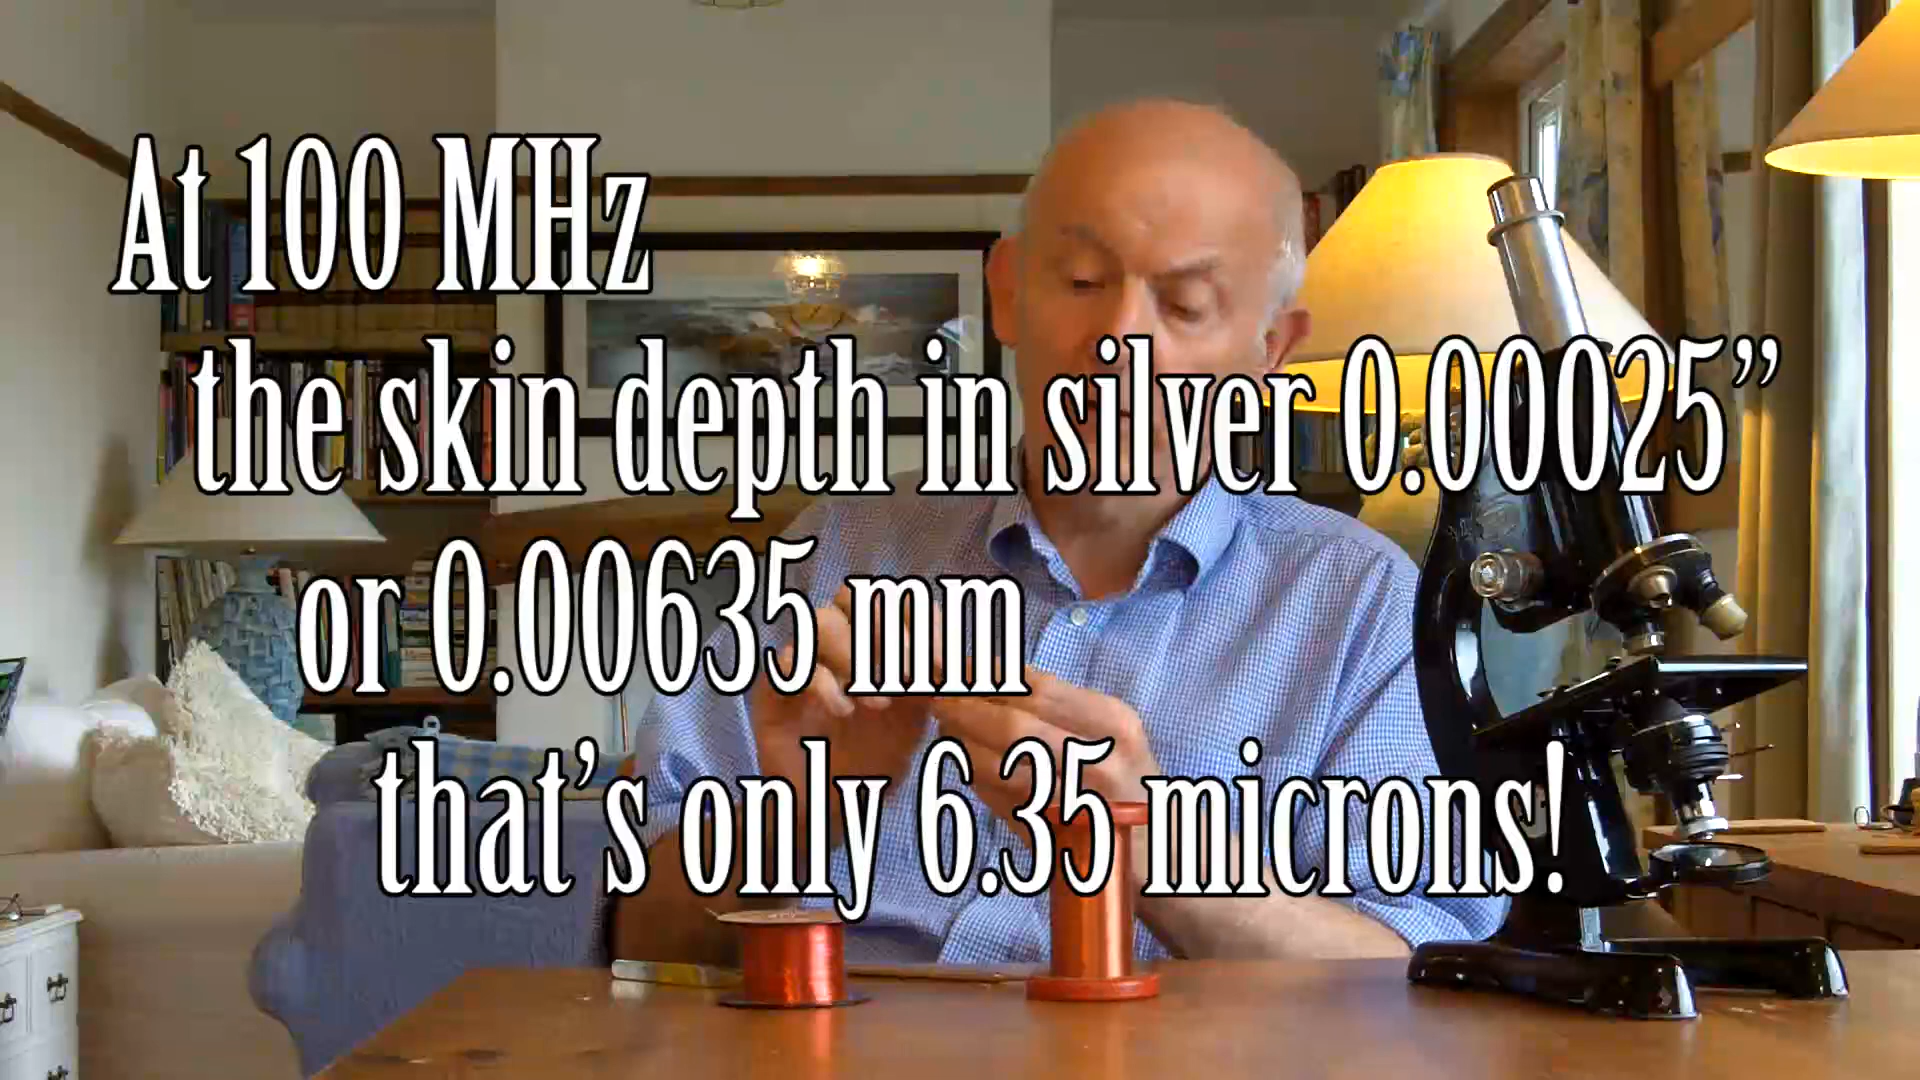 At 100 MHz
the skin depth in silver 0.00025”
or 0.00635 mm
that’s only 6.35 microns!